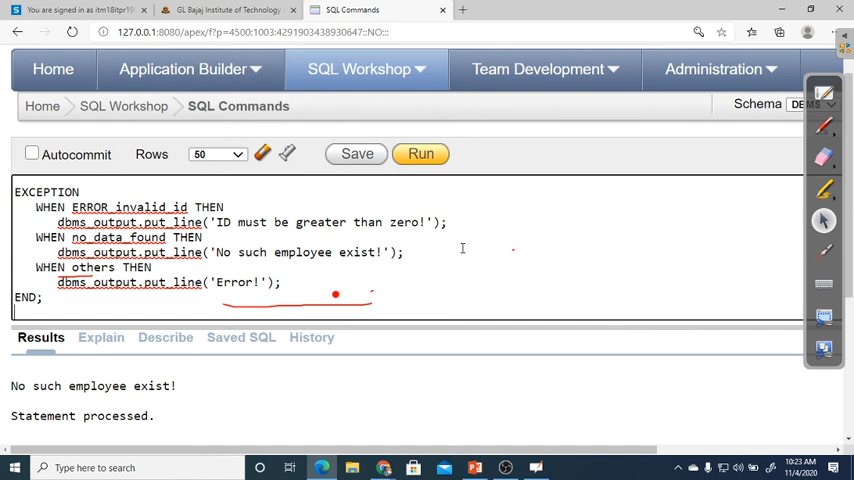 You are signed in as itm18itpr19
GL Bajaj Institute of Technology
SQL Commands
127.0.0.1:8080/apex/f?p=4500:1003:4291903438930647::NO:::
Home
Application Builder
SQL Workshop
Team Development
Administration
Home
SQL Workshop
SQL Commands
Schema
Autocommit
Rows
50
Save
Run
EXCEPTION
WHEN ERROR_invalid_id THEN
dbms_output.put_line('ID must be greater than zero!');
WHEN no_data_found THEN
dbms_output.put_line('No such employee exist!');
WHEN others THEN
dbms_output.put_line('Error!');
END;
Results
Explain
Describe
Saved SQL
History
No such employee exist!
Statement processed.
Type here to search
10:23 AM
11/4/2020